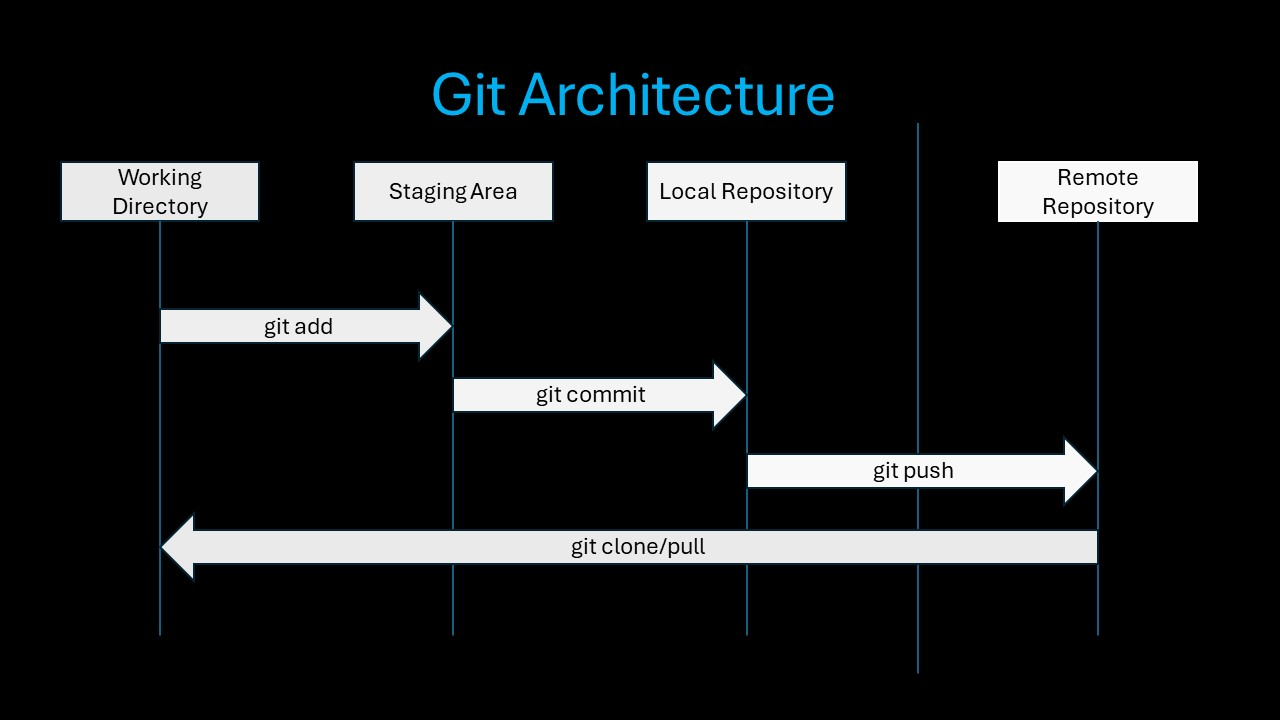 Git Architecture
Working
Directory
Staging Area
Local Repository
Remote
Repository
git add
git commit
git push
git clone/pull